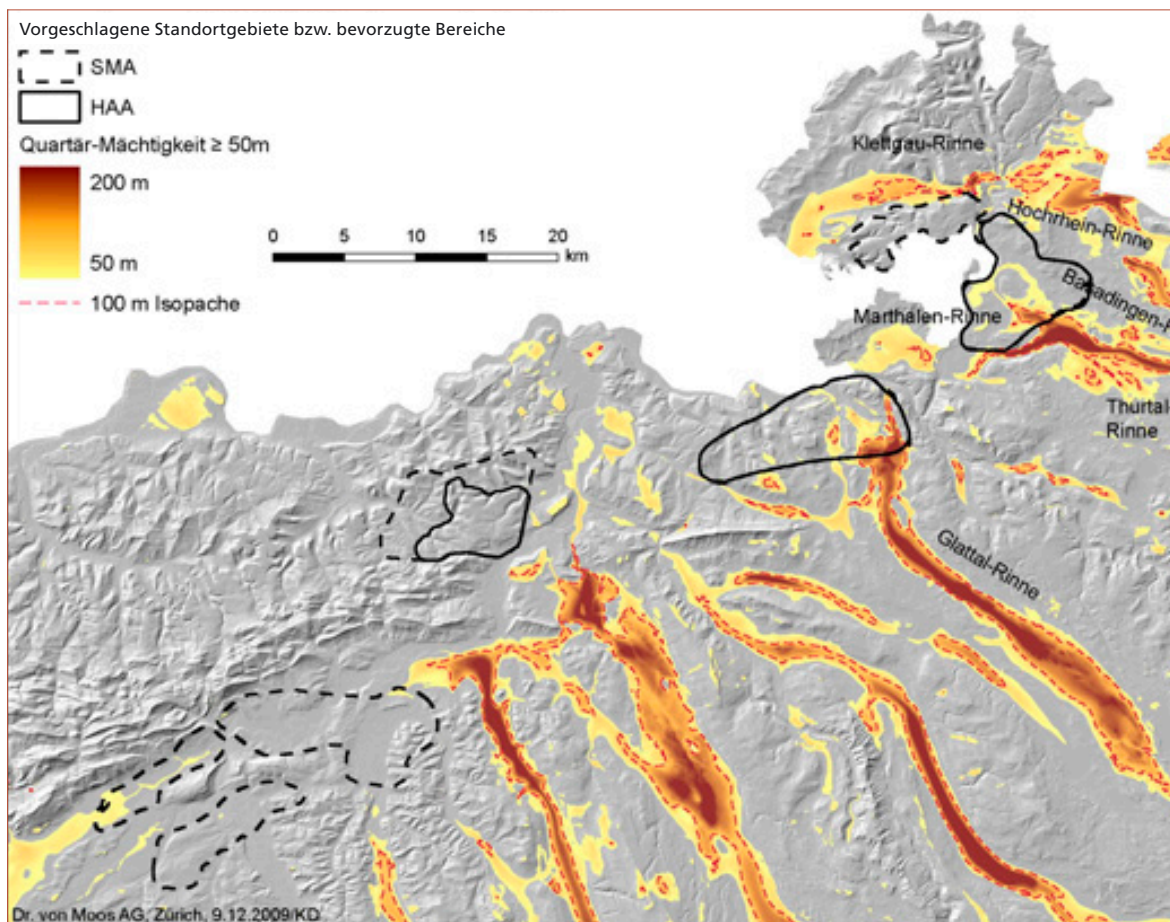 Vorgeschlagene Standortgebiete bzw. bevorzugte Bereiche
SMA
HAA
Quartär-Mächtigkeit ≥ 50m
200 m
50 m
100 m Isopache
0 5 10 15 20
km
Klettgau-Rinne
Hochrhein-Rinne
Marthalen-Rinne
Thurtal-
Rinne
Glattal-Rinne
Dr. von Moos AG, Zürich, 9.12.2009/KD